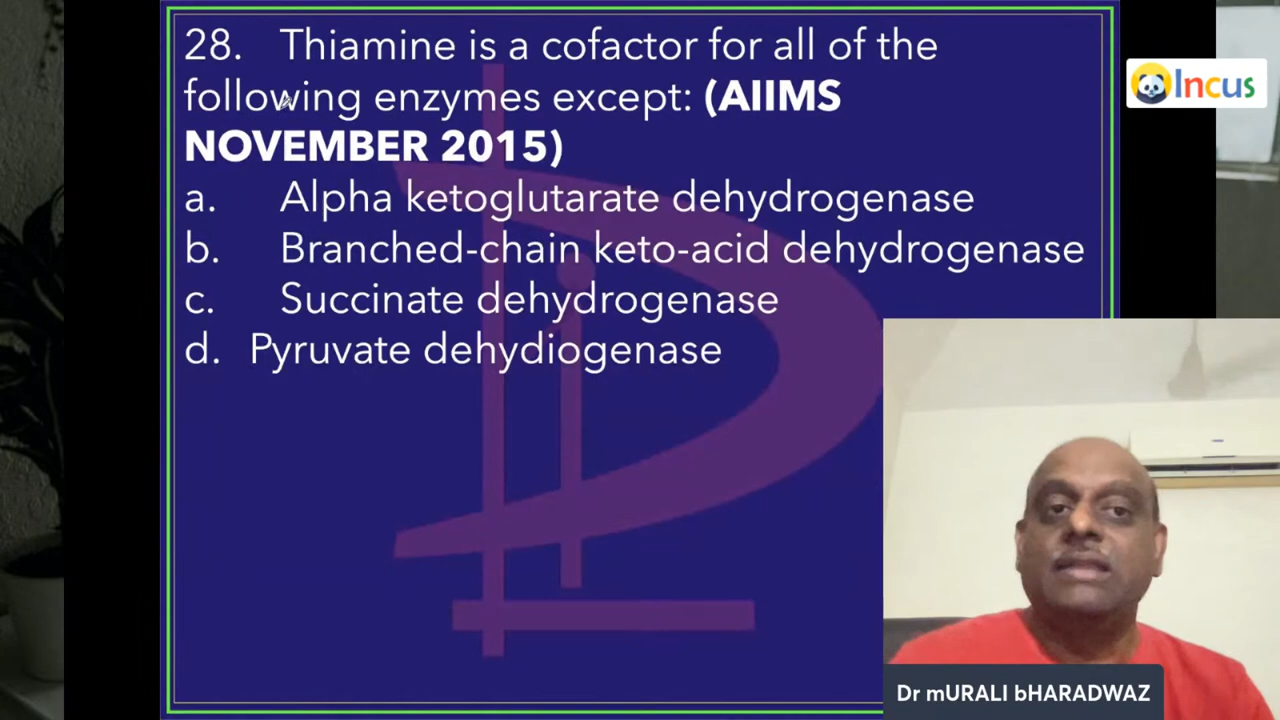 28. Thiamine is a cofactor for all of the
following enzymes except: (AIIMS
NOVEMBER 2015)
a. Alpha ketoglutarate dehydrogenase
b. Branched-chain keto-acid dehydrogenase
c. Succinate dehydrogenase
d. Pyruvate dehydiogenase
Incus
Dr mURALI bHARADWAZ